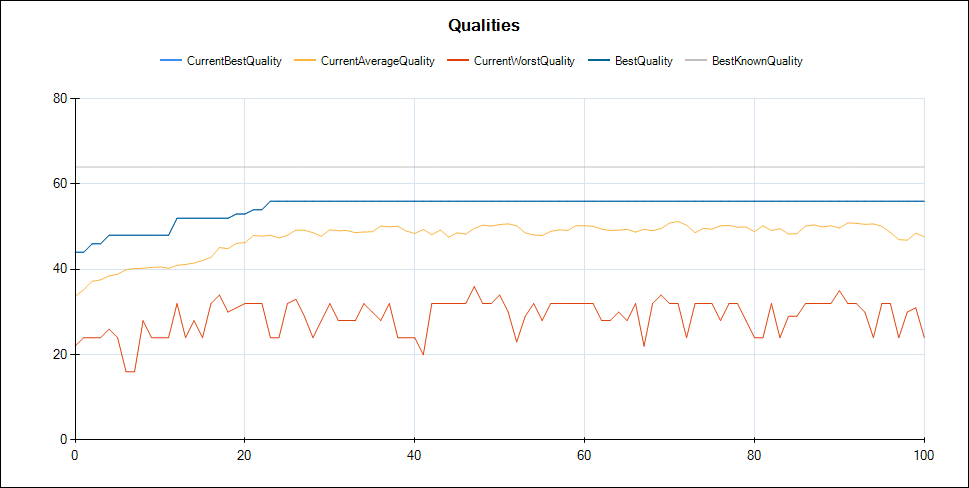 Qualities
CurrentBestQuality CurrentAverageQuality CurrentWorstQuality BestQuality BestKnownQuality
80
60
40
20
0
0 20 40 60 80 100